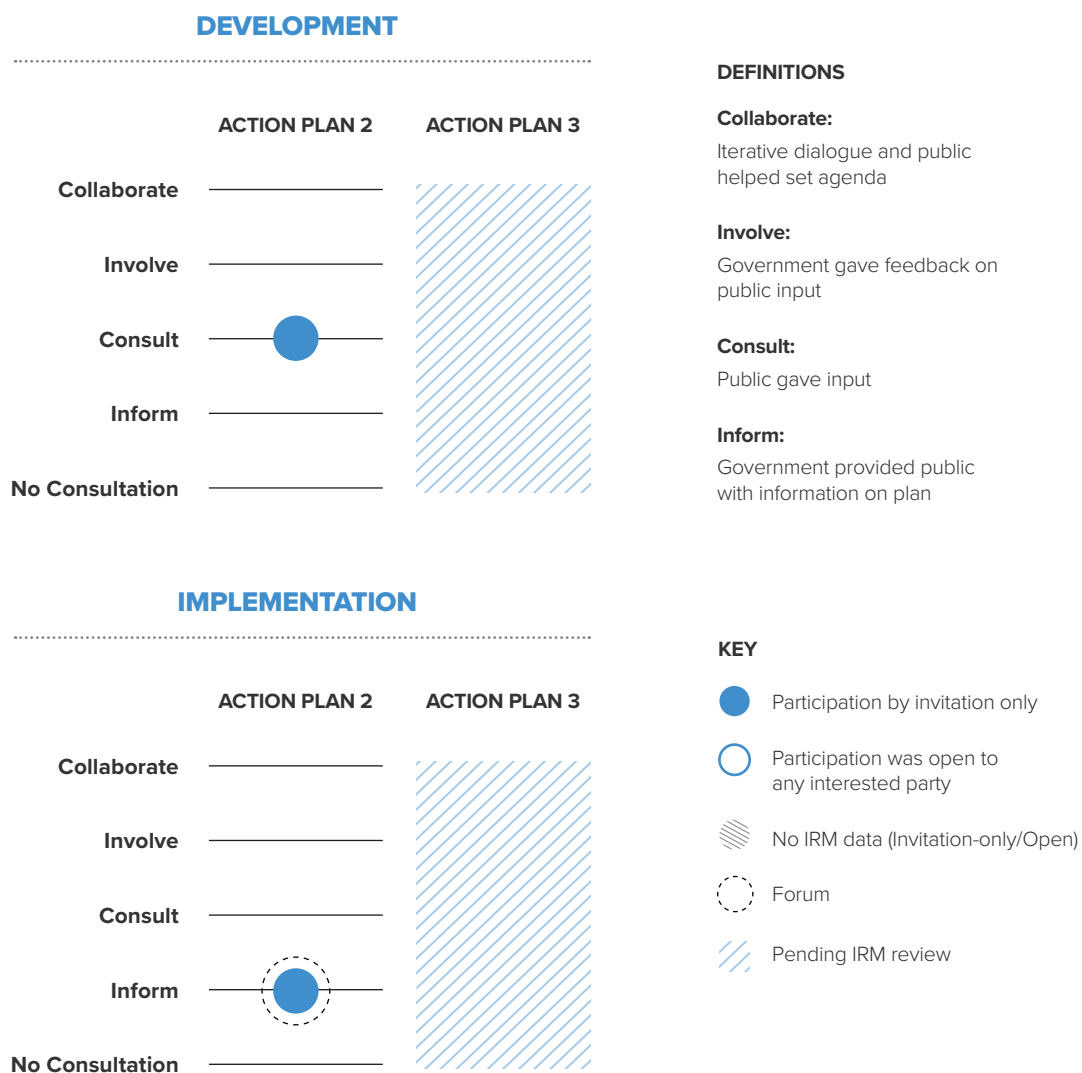 DEVELOPMENT
ACTION PLAN 2
ACTION PLAN 3
Collaborate
Involve
Consult
Inform
No Consultation
DEFINITIONS
Collaborate:
Iterative dialogue and public
helped set agenda
Involve:
Government gave feedback on
public input
Consult:
Public gave input
Inform:
Government provided public
with information on plan
IMPLEMENTATION
ACTION PLAN 2
ACTION PLAN 3
Collaborate
Involve
Consult
Inform
No Consultation
KEY
Participation by invitation only
Participation was open to
any interested party
No IRM data (Invitation-only/Open)
Forum
Pending IRM review